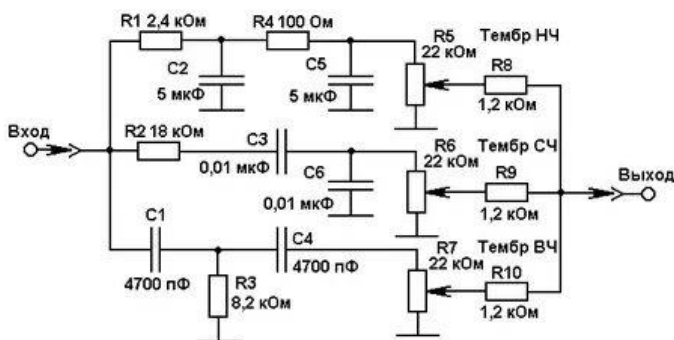 R1 2,4 кОм
R4 100 Ом
R5
22 кОм
Тембр НЧ
C2
5 мкФ
C5
5 мкФ
R8
1,2 кОм
Вход
R2 18 кОм
C3
0,01 мкФ
C6
0,01 мкФ
R6
22 кОм
Тембр СЧ
R9
1,2 кОм
Выход
C1
4700 пФ
R3
8,2 кОм
C4
4700 пФ
R7
22 кОм
Тембр ВЧ
R10
1,2 кОм